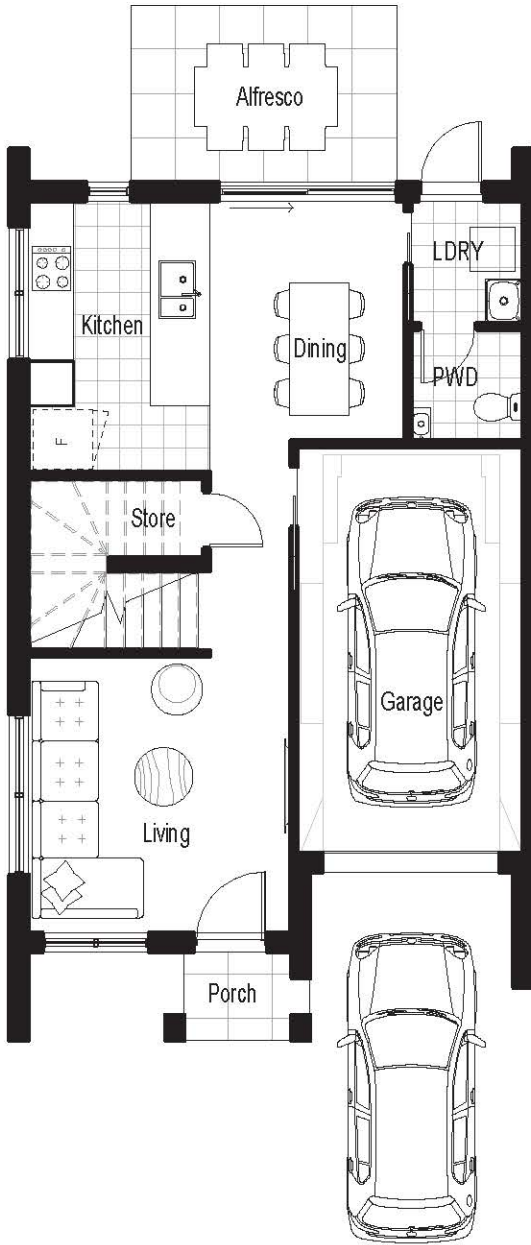 Alfresco
LDRY
Kitchen
Dining
PWD
F
Store
Garage
Living
Porch